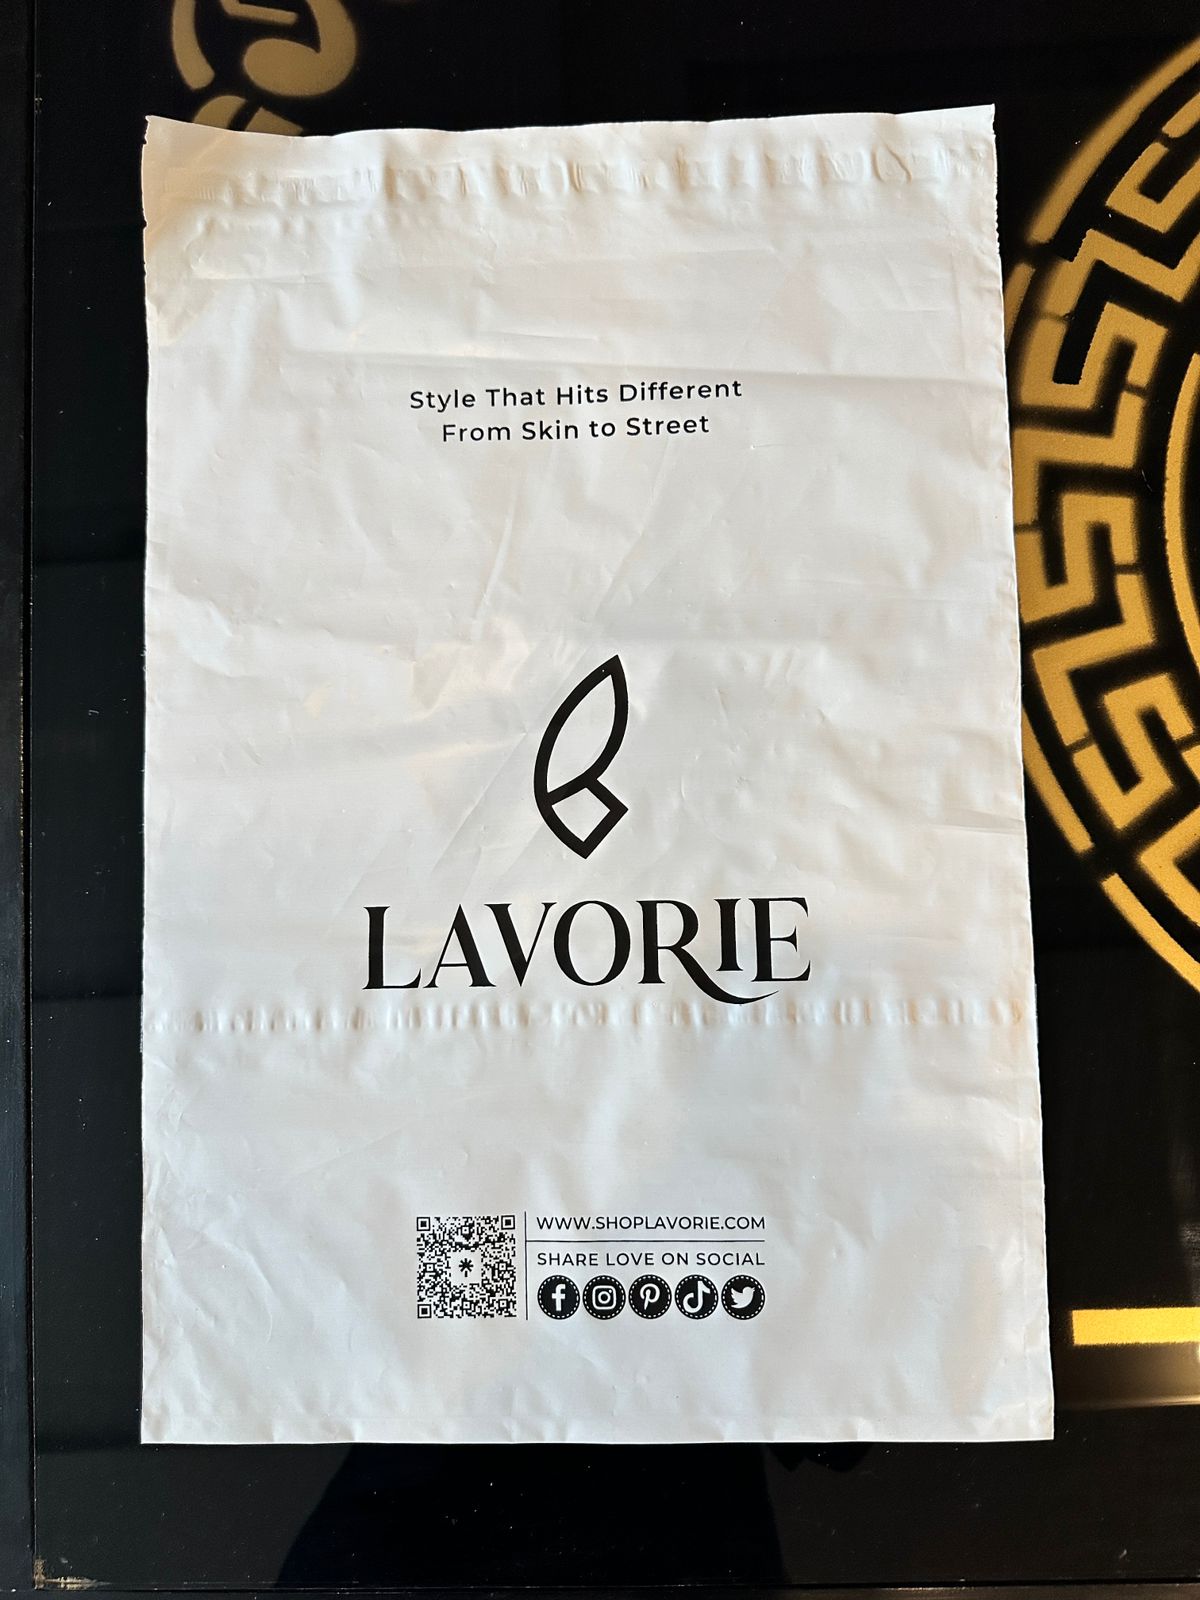 Style That Hits Different
From Skin to Street
LAVORIE
WWW.SHOPLAVORIE.COM
SHARE LOVE ON SOCIAL